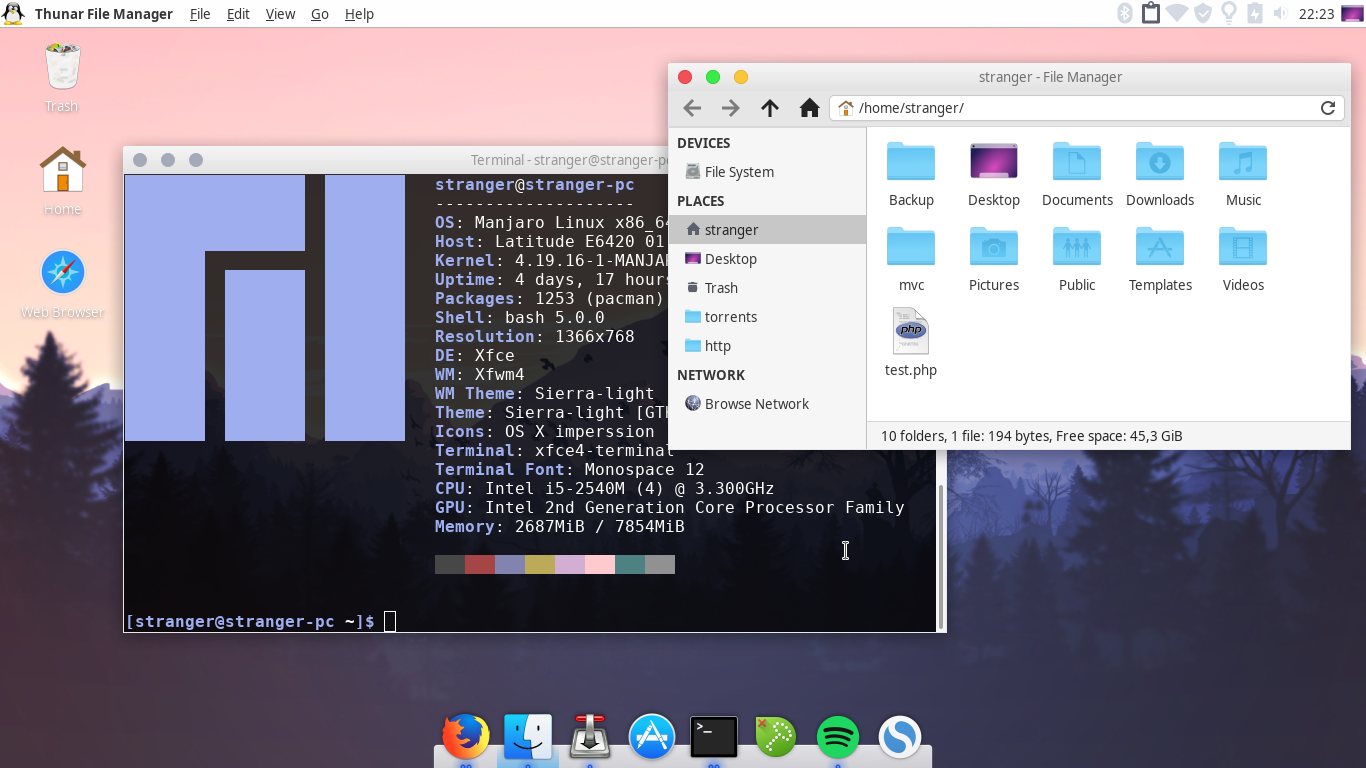 Thunar File Manager File Edit View Go Help 22:23
Trash
Home
Web Browser
Terminal - stranger@stranger-pc
stranger@stranger-pc
--------------------
OS: Manjaro Linux x86_64
Host: Latitude E6420 01
Kernel: 4.19.16-1-MANJAR
Uptime: 4 days, 17 hours
Packages: 1253 (pacman)
Shell: bash 5.0.0
Resolution: 1366x768
DE: Xfce
WM: Xfwm4
WM Theme: Sierra-light
Theme: Sierra-light [GTK
Icons: OS X imperssion
Terminal: xfce4-terminal
Terminal Font: Monospace 12
CPU: Intel i5-2540M (4) @ 3.300GHz
GPU: Intel 2nd Generation Core Processor Family
Memory: 2687MiB / 7854MiB
[stranger@stranger-pc ~]$
stranger - File Manager
/home/stranger/
DEVICES
File System
PLACES
stranger
Desktop
Trash
torrents
http
NETWORK
Browse Network
Backup Desktop Documents Downloads Music
mvc Pictures Public Templates Videos
php
test.php
10 folders, 1 file: 194 bytes, Free space: 45,3 GiB
>_